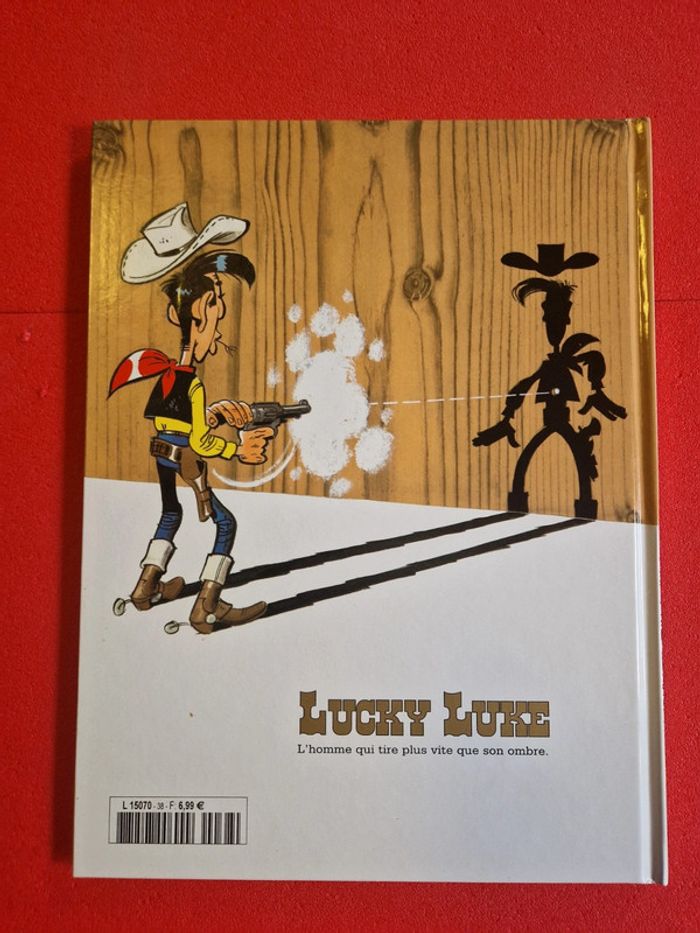 LUCKY LUKE
L'homme qui tire plus vite que son ombre.
L 15070 - 38 - F: 6,99 €